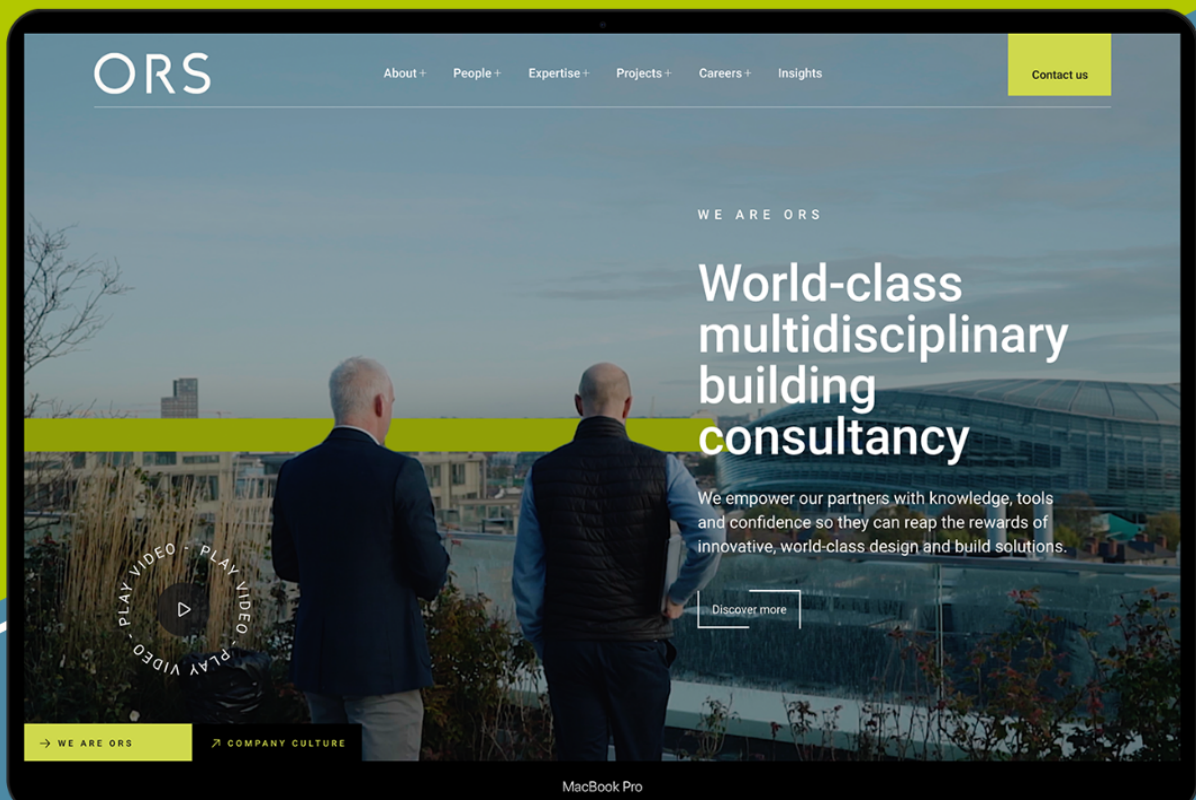 ORS
About +
People +
Expertise +
Projects +
Careers +
Insights
Contact us
WE ARE ORS
World-class
multidisciplinary
building
consultancy
We empower our partners with knowledge, tools
and confidence so they can reap the rewards of
innovative, world-class design and build solutions.
Discover more
PLAY VIDEO - PLAY VIDEO - PLAY VIDEO - PLAY VIDEO -
→ WE ARE ORS
↗ COMPANY CULTURE
MacBook Pro